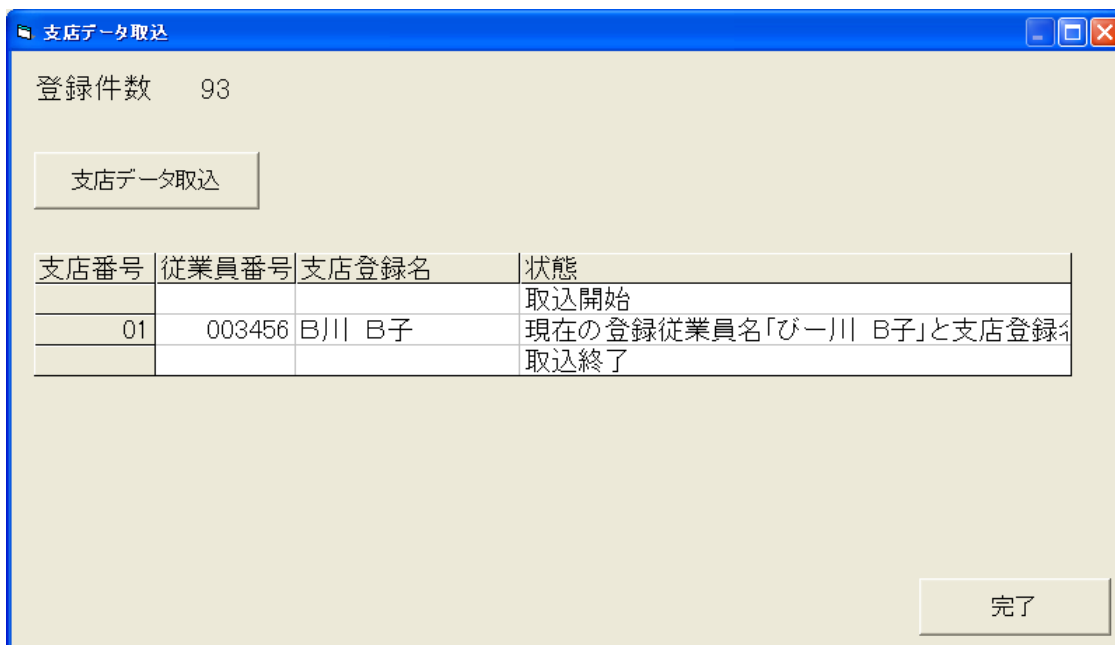 支店データ取込
登録件数 93
支店データ取込
支店番号 従業員番号 支店登録名 状態
取込開始
01 003456 B川 B子 現在の登録従業員名「びー川 B子」と支店登録
取込終了
完了